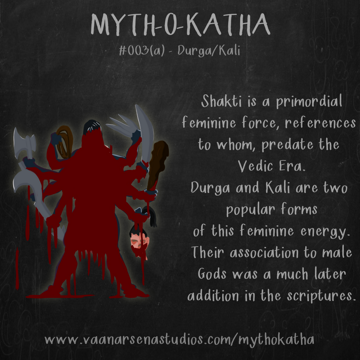 MYTH-O-KATHA
#003(a) - Durga/Kali
Shakti is a primordial
feminine force, references
to whom, predate the
Vedic Era.
Durga and Kali are two
popular forms
of this feminine energy.
Their association to male
Gods was a much later
addition in the scriptures.
www.vaanarsenastudios.com/mythokatha